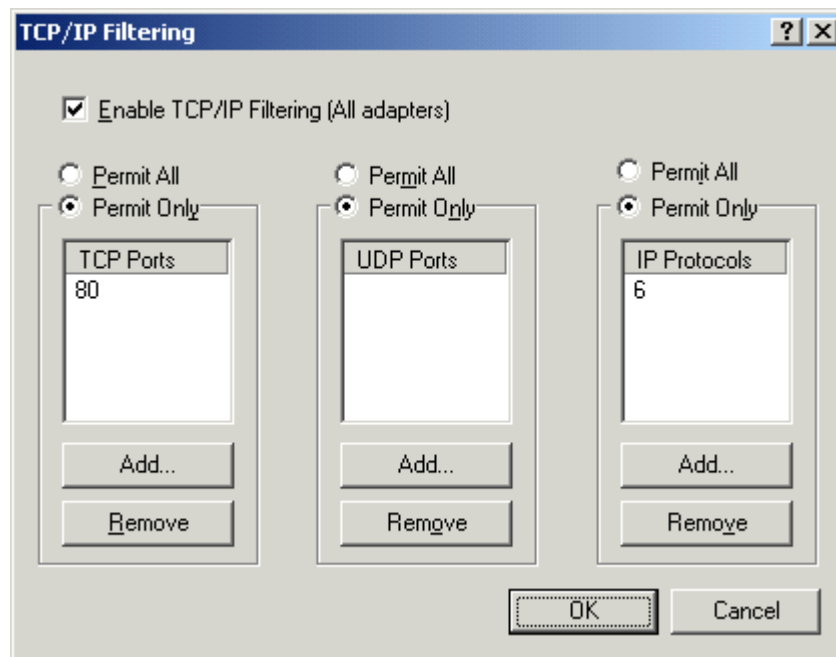 TCP/IP Filtering
Enable TCP/IP Filtering (All adapters)
Permit All
Permit Only
TCP Ports
80
Add...
Remove
Permit All
Permit Only
UDP Ports
Add...
Remove
Permit All
Permit Only
IP Protocols
6
Add...
Remove
OK
Cancel